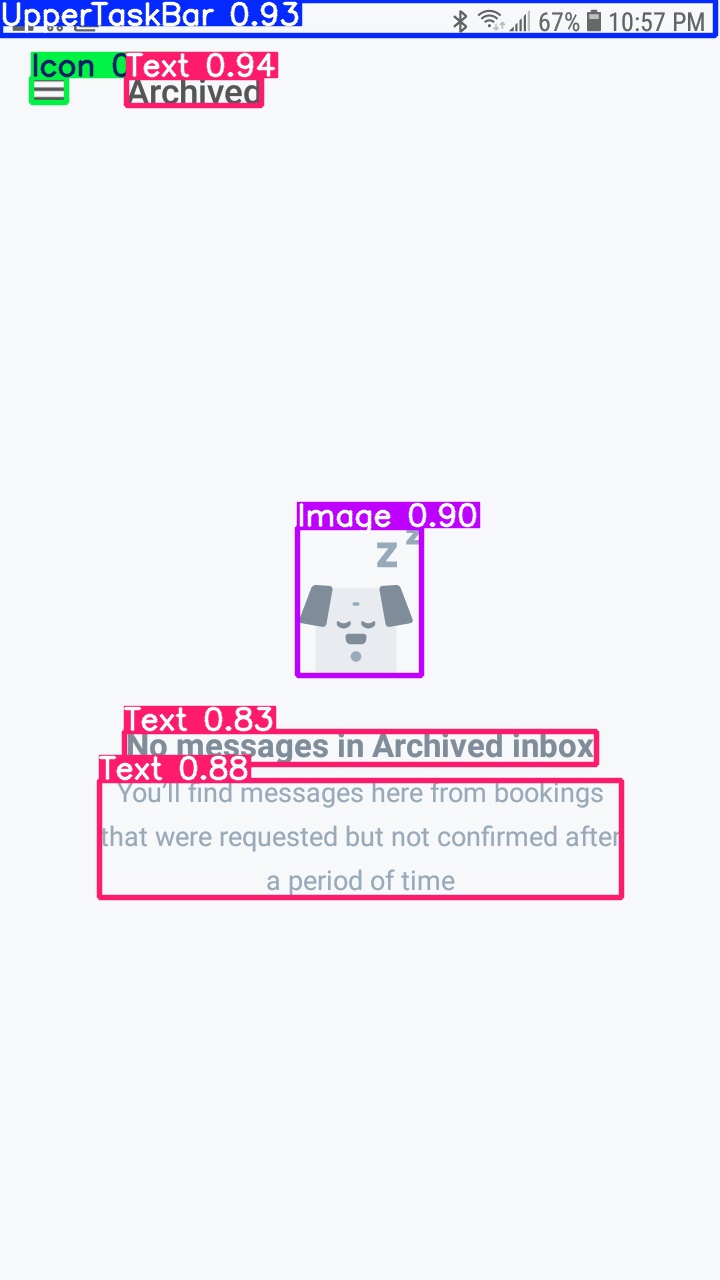 UpperTaskBar 0.93
67% 10:57 PM
Icon 0
Text 0.94
Archived
Image 0.90
z z
Text 0.83
No messages in Archived inbox
Text 0.88
You'll find messages here from bookings
that were requested but not confirmed after
a period of time